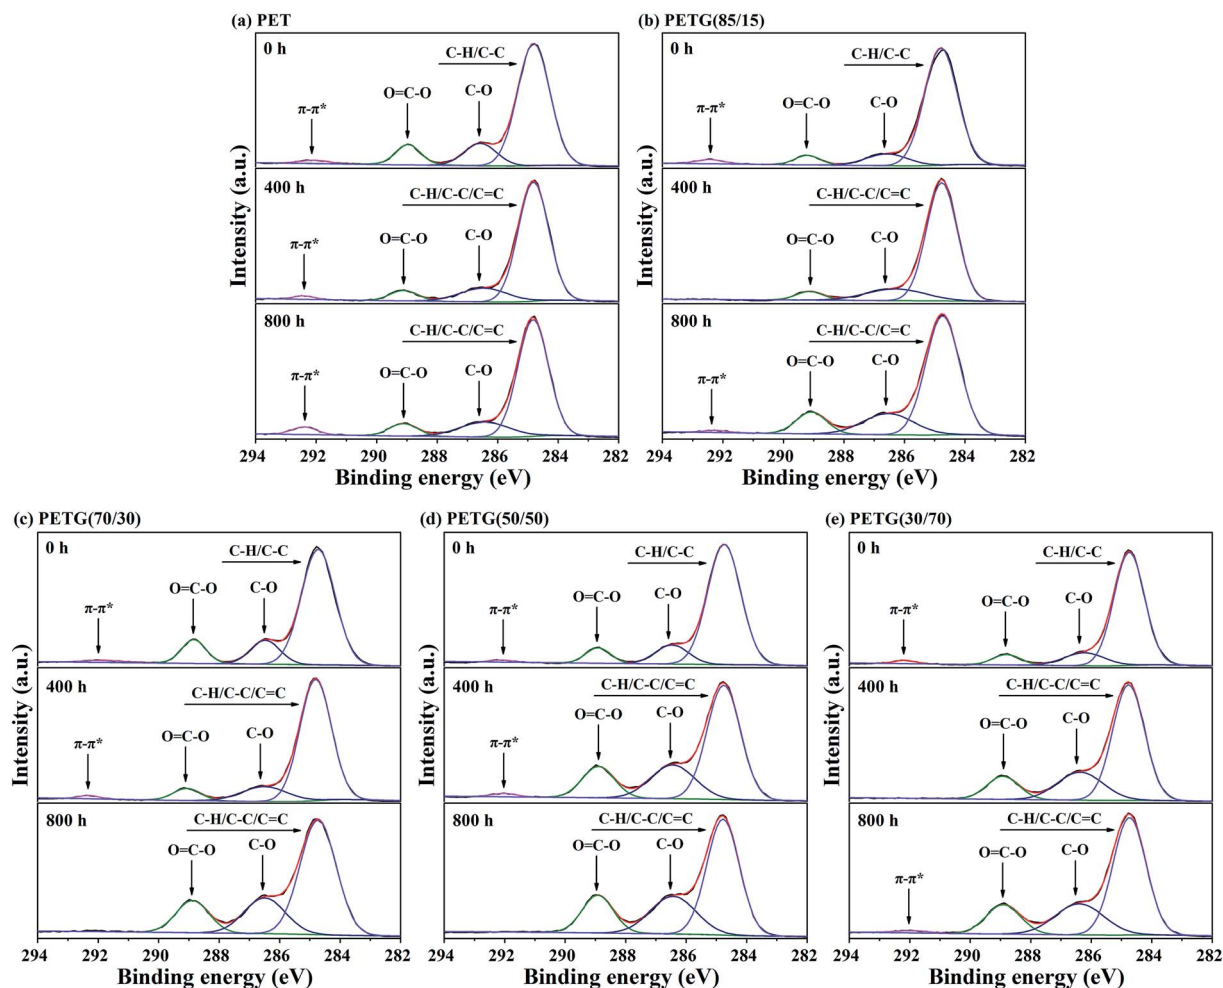 (a) PET
0 h
C-H/C-C
O=C-O
C-O
π-π*
400 h
C-H/C-C/C=C
O=C-O
C-O
π-π*
800 h
C-H/C-C/C=C
O=C-O
C-O
π-π*
Intensity (a.u.)
294 292 290 288 286 284 282
Binding energy (eV)
(b) PETG(85/15)
0 h
C-H/C-C
O=C-O
C-O
π-π*
400 h
C-H/C-C/C=C
O=C-O
C-O
800 h
C-H/C-C/C=C
O=C-O
C-O
π-π*
Intensity (a.u.)
294 292 290 288 286 284 282
Binding energy (eV)
(c) PETG(70/30)
0 h
C-H/C-C
O=C-O
C-O
π-π*
400 h
C-H/C-C/C=C
O=C-O
C-O
π-π*
800 h
C-H/C-C/C=C
O=C-O
C-O
Intensity (a.u.)
294 292 290 288 286 284 282
Binding energy (eV)
(d) PETG(50/50)
0 h
C-H/C-C
O=C-O
C-O
π-π*
400 h
C-H/C-C/C=C
O=C-O
C-O
π-π*
800 h
C-H/C-C/C=C
O=C-O
C-O
Intensity (a.u.)
294 292 290 288 286 284 282
Binding energy (eV)
(e) PETG(30/70)
0 h
C-H/C-C
O=C-O
C-O
π-π*
400 h
C-H/C-C/C=C
O=C-O
C-O
800 h
C-H/C-C/C=C
O=C-O
C-O
π-π*
Intensity (a.u.)
294 292 290 288 286 284 282
Binding energy (eV)